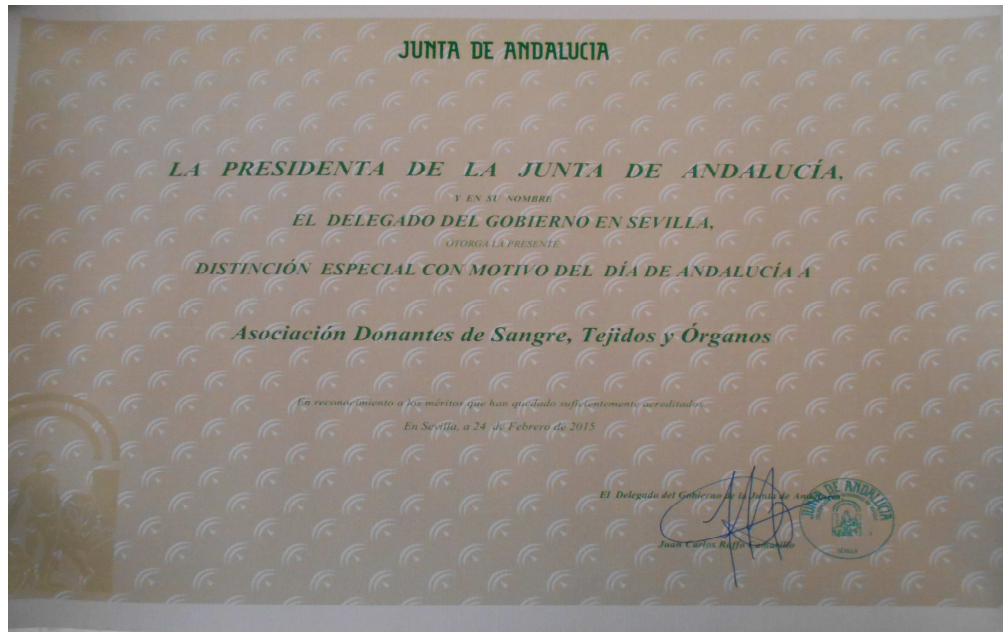 JUNTA DE ANDALUCIA
LA PRESIDENTA DE LA JUNTA DE ANDALUCÍA,
Y EN SU NOMBRE
EL DELEGADO DEL GOBIERNO EN SEVILLA,
OTORGA LA PRESENTE
DISTINCIÓN ESPECIAL CON MOTIVO DEL DÍA DE ANDALUCÍA A
Asociación Donantes de Sangre, Tejidos y Órganos
En reconocimiento a los méritos que han quedado suficientemente acreditados
En Sevilla, a 24 de Febrero de 2015
El Delegado del Gobierno de la Junta de
JUNTA DE ANDALUCIA
SEVILLA
Juan Carlos